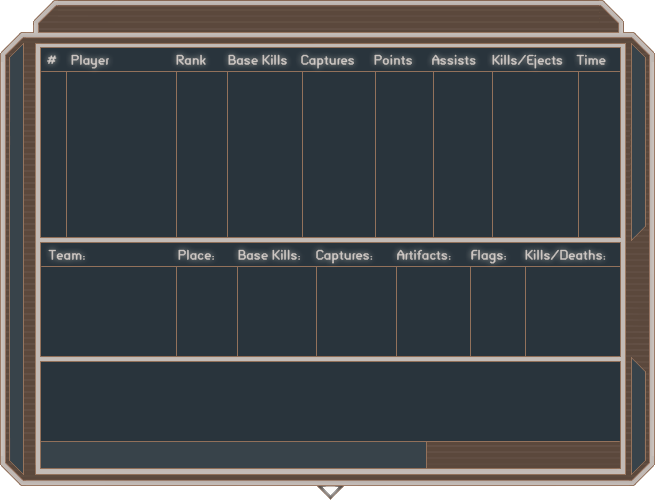 # Player Rank Base Kills Captures Points Assists Kills/Ejects Time
Team: Place: Base Kills: Captures: Artifacts: Flags: Kills/Deaths: